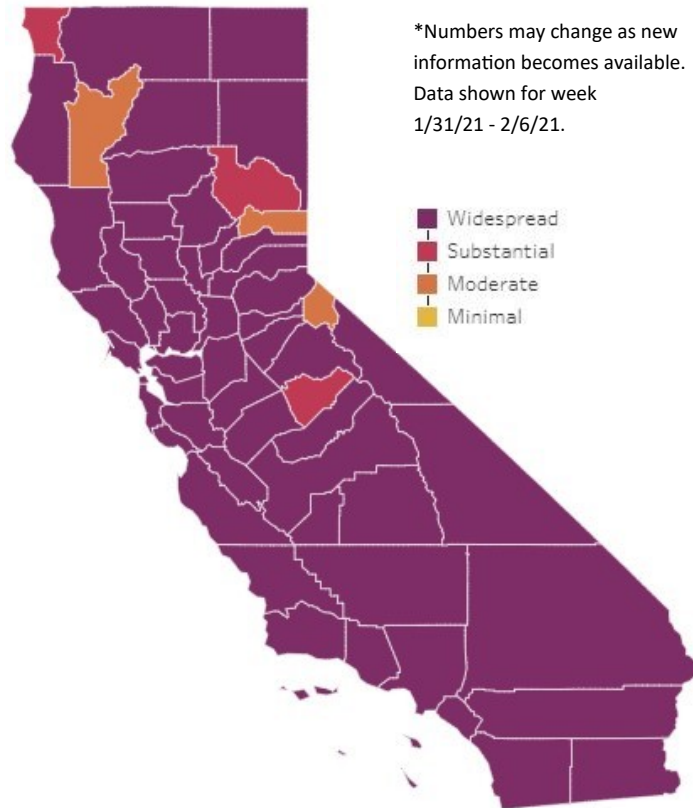 *Numbers may change as new
information becomes available.
Data shown for week
1/31/21 - 2/6/21.
Widespread
Substantial
Moderate
Minimal